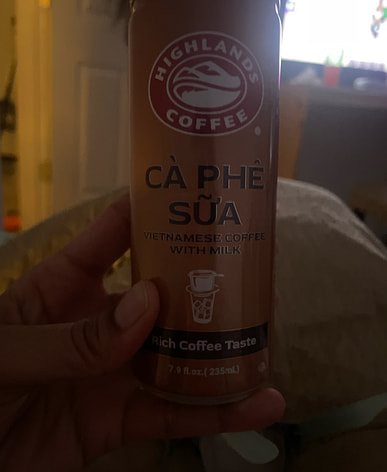 HIGHLANDS
COFFEE
CÀ PHÊ
SỮA
VIETNAMESE COFFEE
WITH MILK
Rich Coffee Taste
7.9 fl.oz.( 235mL)